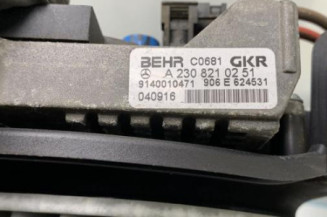 BEHR C0681 GKR
A 230 821 02 51
9140010471 906 E 624531
040916